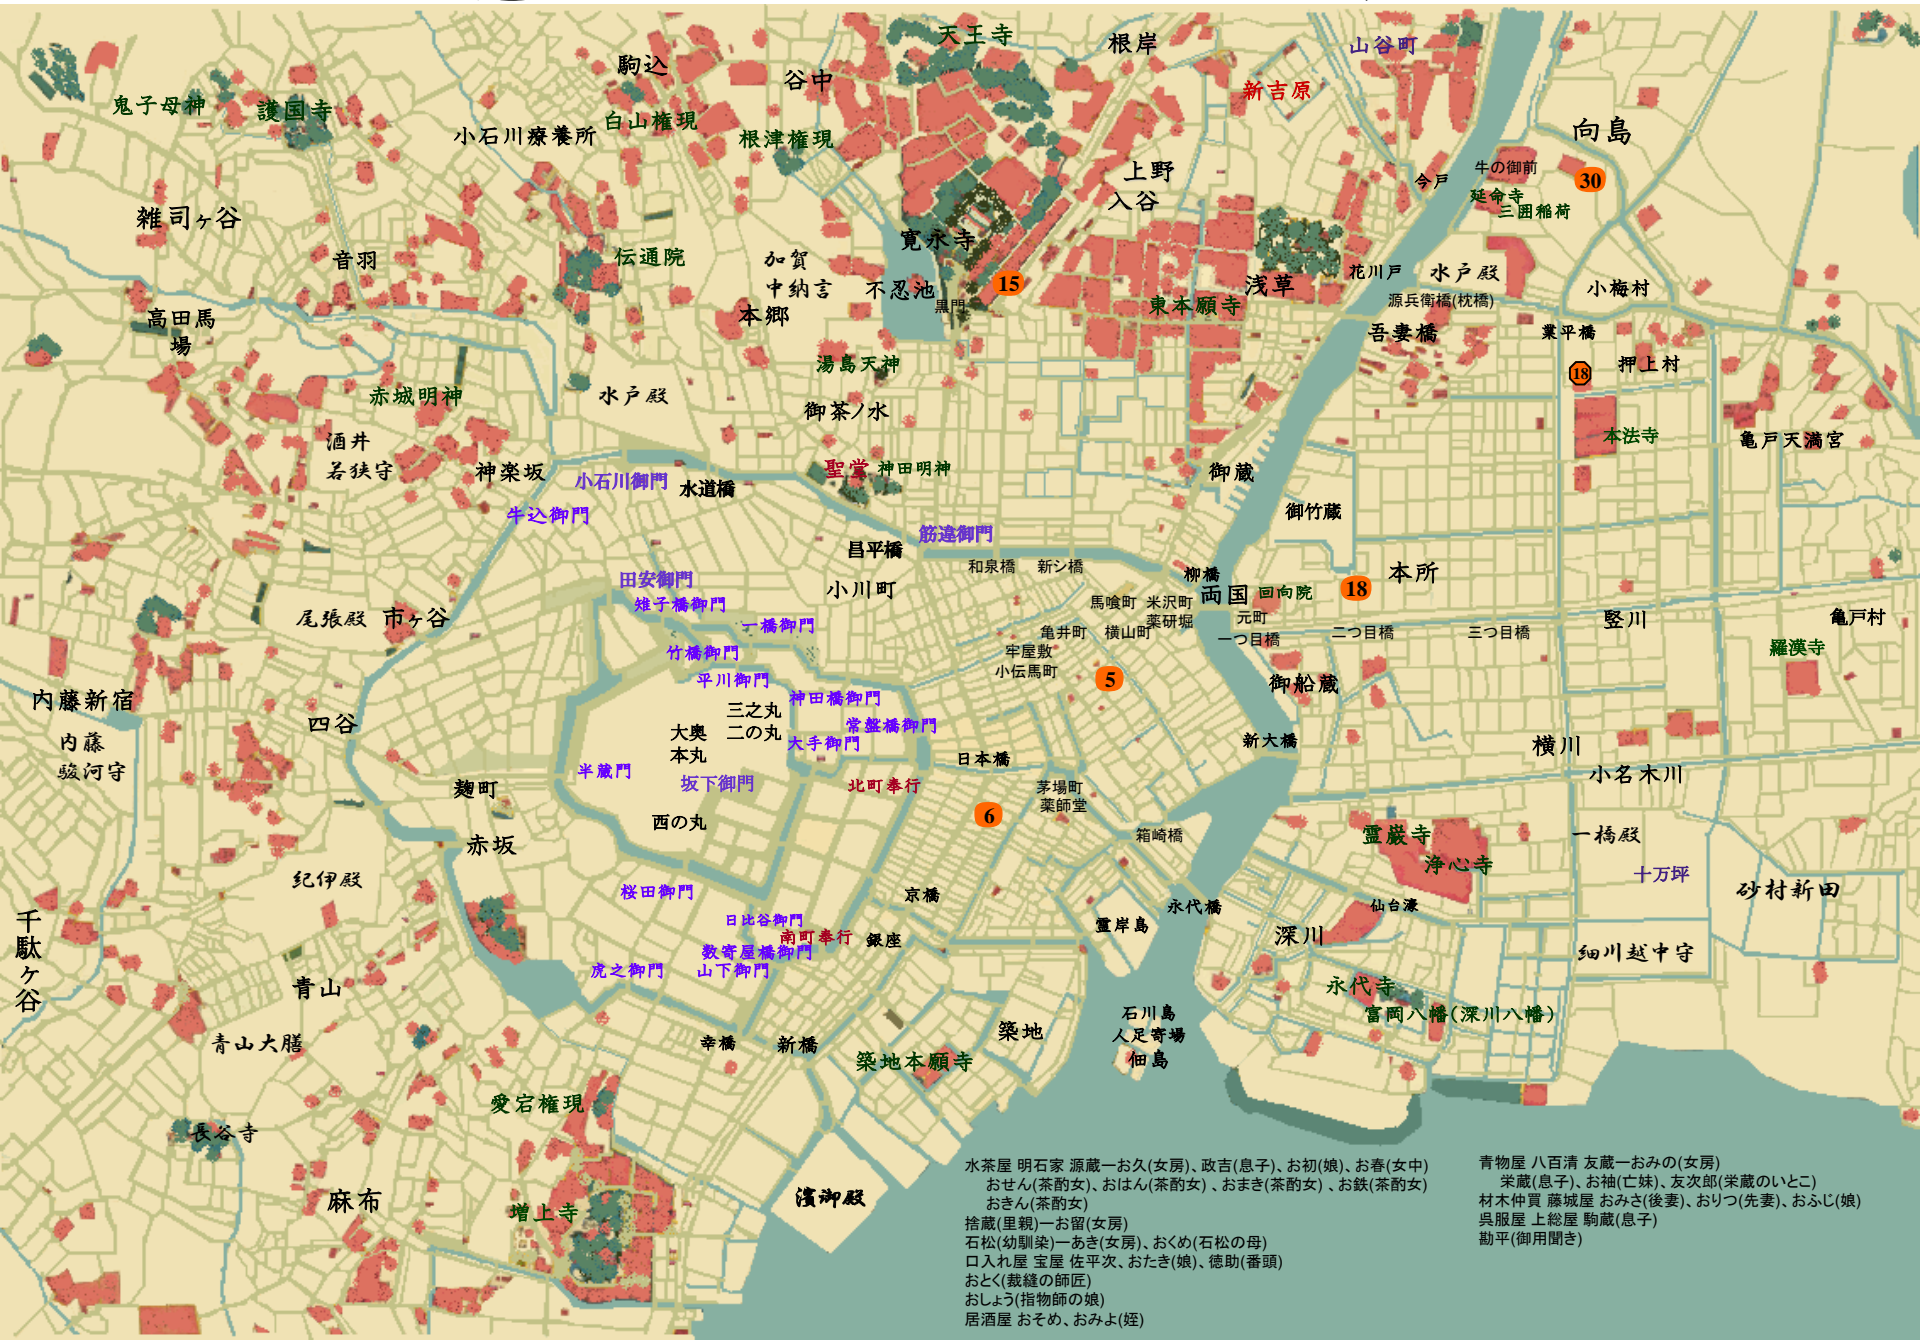 天王寺
根岸
山谷町
駒込
谷中
新吉原
鬼子母神
護国寺
小石川療養所
白山権現
根津権現
向島
上野
入谷
今戸
牛の御前
30
延命寺
三囲稲荷
雑司ヶ谷
音羽
伝通院
加賀
中納言
寛永寺
不忍池
黒門
15
本郷
浅草
東本願寺
花川戸
水戸殿
源兵衛橋(枕橋)
小梅村
吾妻橋
業平橋
高田馬
場
湯島天神
18
押上村
赤城明神
水戸殿
御茶ノ水
酒井
若狭守
神楽坂
聖堂
神田明神
本法寺
亀戸天満宮
小石川御門
水道橋
牛込御門
御蔵
御竹蔵
昌平橋
筋違御門
和泉橋
新シ橋
柳橋
両国
回向院
18
本所
田安御門
雉子橋御門
小川町
馬喰町
米沢町
薬研堀
元町
尾張殿
市ヶ谷
一橋御門
亀井町
横山町
一つ目橋
二つ目橋
三つ目橋
竪川
亀戸村
竹橋御門
牢屋敷
小伝馬町
5
羅漢寺
平川御門
神田橋御門
御船蔵
内藤新宿
四谷
三之丸
二の丸
大奥
本丸
常盤橋御門
大手御門
内藤
駿河守
日本橋
新大橋
横川
小名木川
半蔵門
坂下御門
北町奉行
麹町
茅場町
薬師堂
6
西の丸
箱崎橋
赤坂
霊巌寺
浄心寺
一橋殿
十万坪
砂村新田
紀伊殿
桜田御門
京橋
永代橋
仙台濠
千駄ヶ谷
日比谷御門
南町奉行
銀座
霊岸島
深川
数寄屋橋御門
細川越中守
虎之御門
山下御門
青山
永代寺
富岡八幡(深川八幡)
青山大膳
幸橋
新橋
築地
石川島
人足寄場
佃島
築地本願寺
愛宕権現
長谷寺
麻布
増上寺
濱御殿
水茶屋 明石家 源蔵ーお久(女房)、政吉(息子)、お初(娘)、お春(女中)
おせん(茶酌女)、おはん(茶酌女) 、おまき(茶酌女) 、お鉄(茶酌女)
おきん(茶酌女)
捨蔵(里親)ーお留(女房)
石松(幼馴染)ーあき(女房)、おくめ(石松の母)
口入れ屋 宝屋 佐平次、おたき(娘)、徳助(番頭)
おとく(裁縫の師匠)
おしょう(指物師の娘)
居酒屋 おそめ、おみよ(姪)
青物屋 八百清 友蔵ーおみの(女房)
栄蔵(息子)、お袖(亡妹)、友次郎(栄蔵のいとこ)
材木仲買 藤城屋 おみさ(後妻)、おりつ(先妻)、おふじ(娘)
呉服屋 上総屋 駒蔵(息子)
勘平(御用聞き)